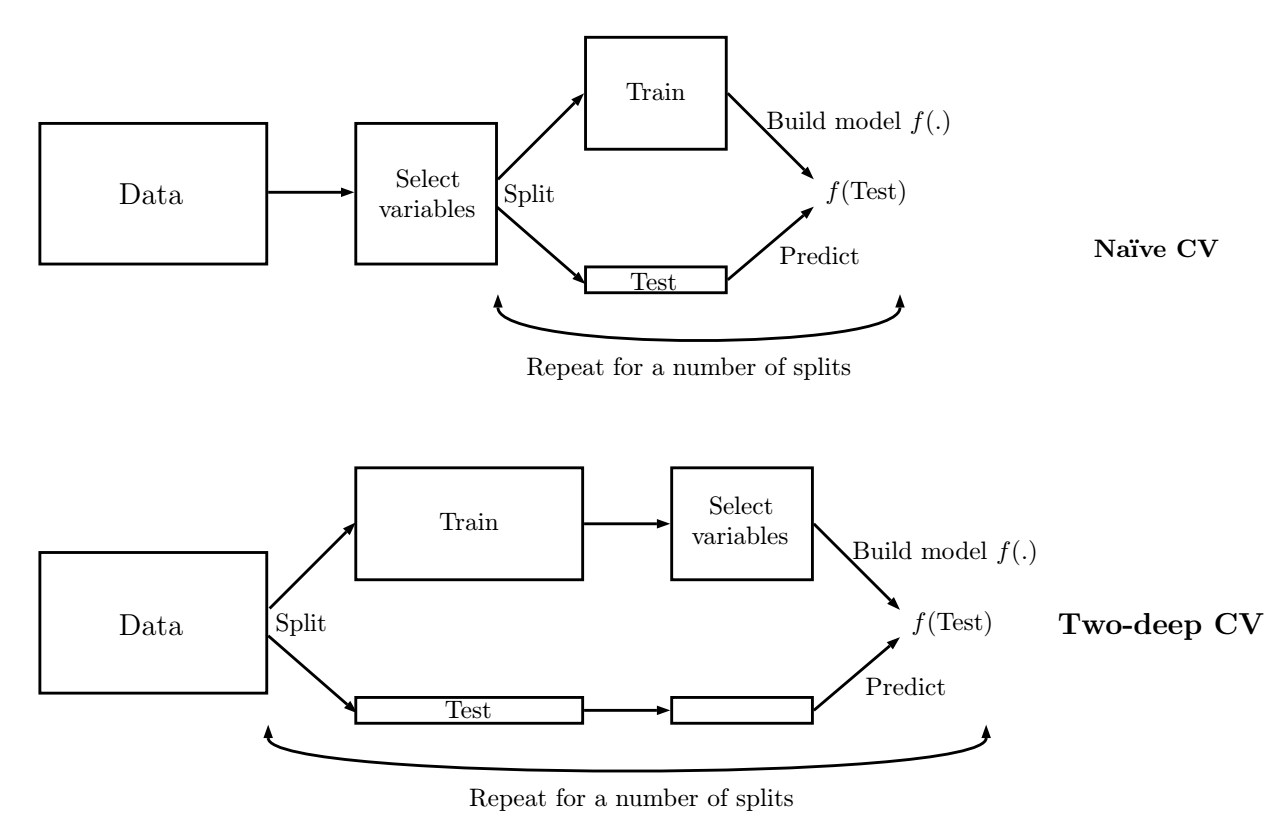 Train
Build model f(.)
Data
Select
variables
Split
f(Test)
Predict
Naïve CV
Test
Repeat for a number of splits
Train
Select
variables
Build model f(.)
Data
Split
f(Test)
Two-deep CV
Predict
Test
Repeat for a number of splits